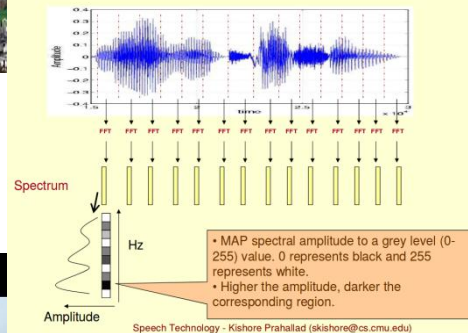 0.4
0.3
0.2
0.1
0
-0.1
-0.2
-0.3
-0.4
Amplitude
1.5 2 2.5 3
time
x 10
FFT FFT FFT FFT FFT FFT FFT FFT FFT FFT FFT FFT FFT
Spectrum
Hz
Amplitude
• MAP spectral amplitude to a grey level (0-
255) value. 0 represents black and 255
represents white.
• Higher the amplitude, darker the
corresponding region.
Speech Technology - Kishore Prahallad (skishore@cs.cmu.edu)